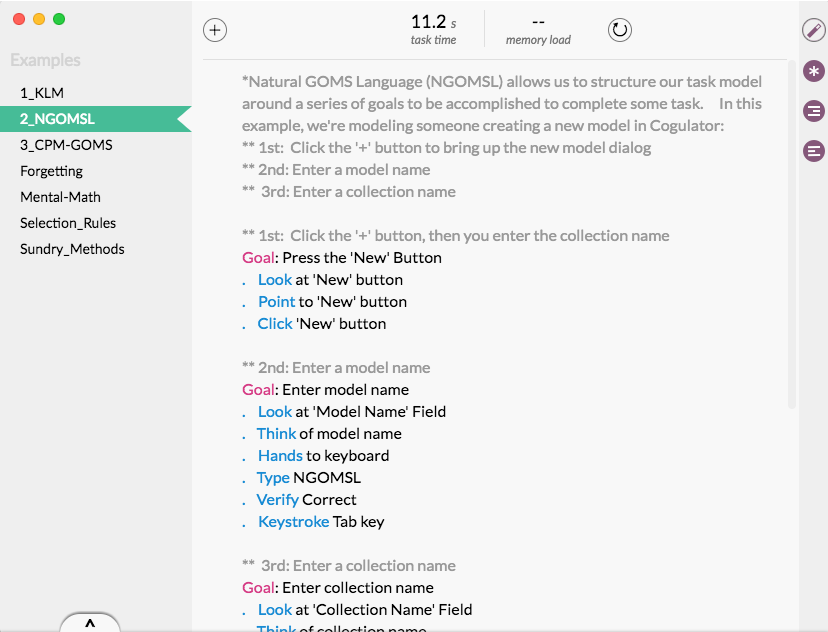 11.2 s
task time
--
memory load
Examples
1_KLM
2_NGOMSL
3_CPM-GOMS
Forgetting
Mental-Math
Selection_Rules
Sundry_Methods
*Natural GOMS Language (NGOMSL) allows us to structure our task model
around a series of goals to be accomplished to complete some task.    In this
example, we're modeling someone creating a new model in Cogulator:
** 1st:  Click the '+' button to bring up the new model dialog
** 2nd: Enter a model name
**  3rd: Enter a collection name
** 1st:  Click the '+' button, then you enter the collection name
Goal: Press the 'New' Button
.   Look at 'New' button
.   Point to 'New' button
.   Click 'New' button
** 2nd: Enter a model name
Goal: Enter model name
.   Look at 'Model Name' Field
.   Think of model name
.   Hands to keyboard
.   Type NGOMSL
.   Verify Correct
.   Keystroke Tab key
**  3rd: Enter a collection name
Goal: Enter collection name
.   Look at 'Collection Name' Field
.   Think of collection name